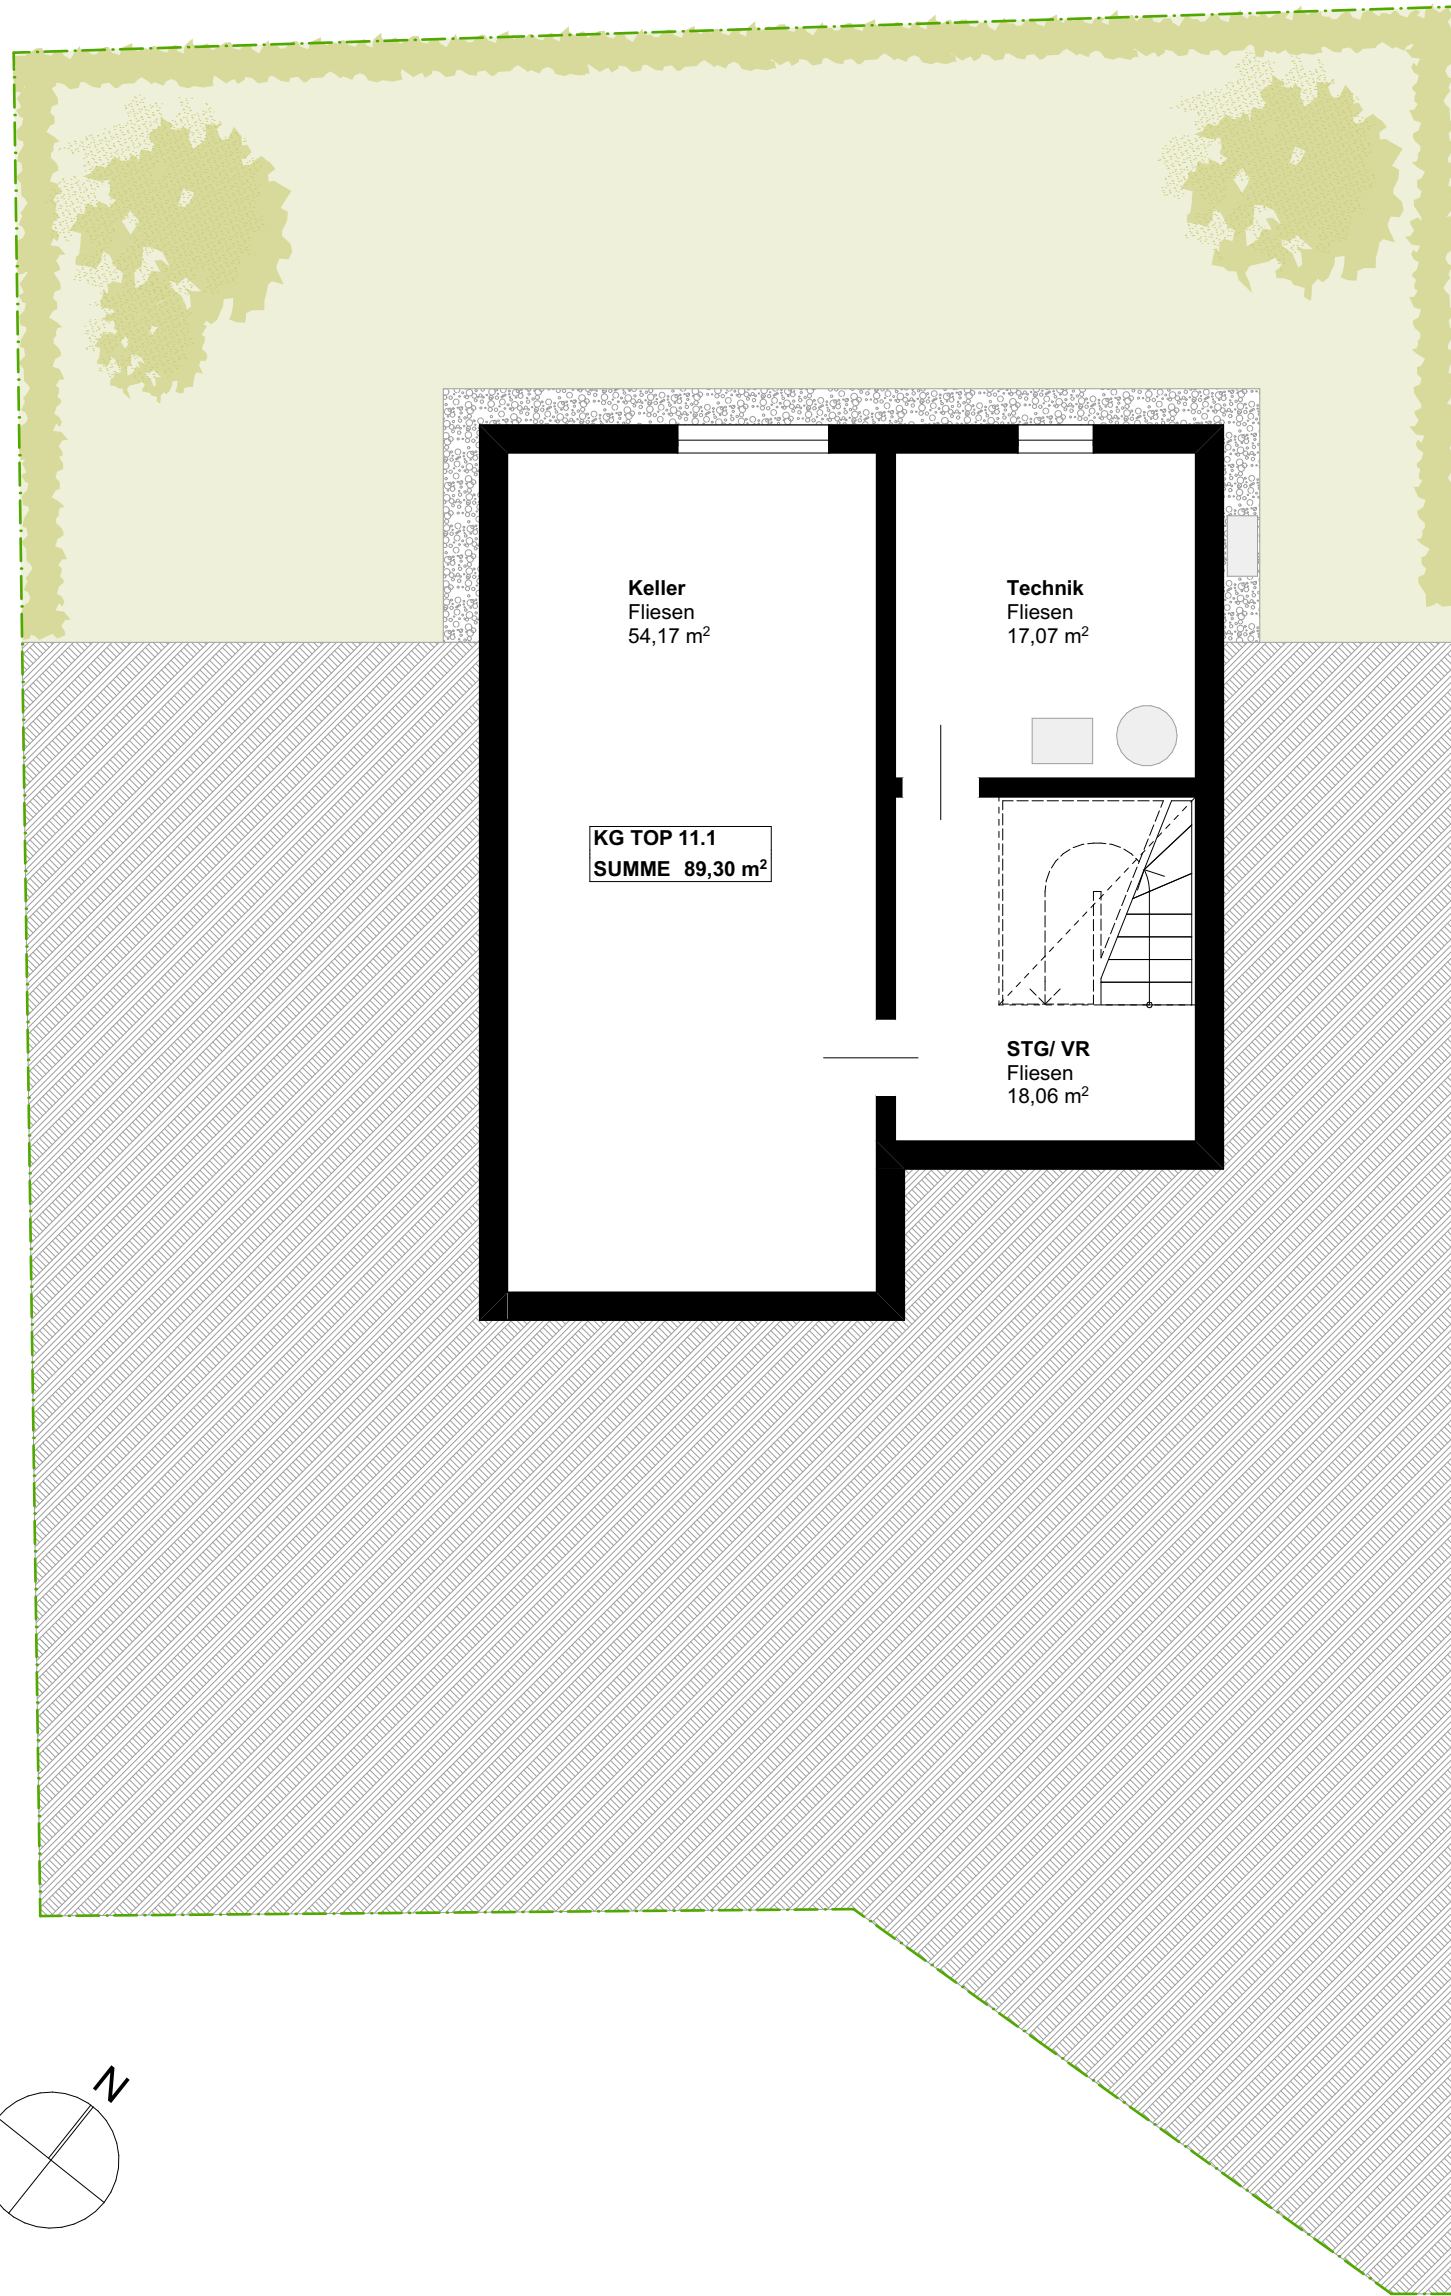 Keller
Fliesen
54,17 m²
Technik
Fliesen
17,07 m²
KG TOP 11.1
SUMME 89,30 m²
STG/ VR
Fliesen
18,06 m²
N